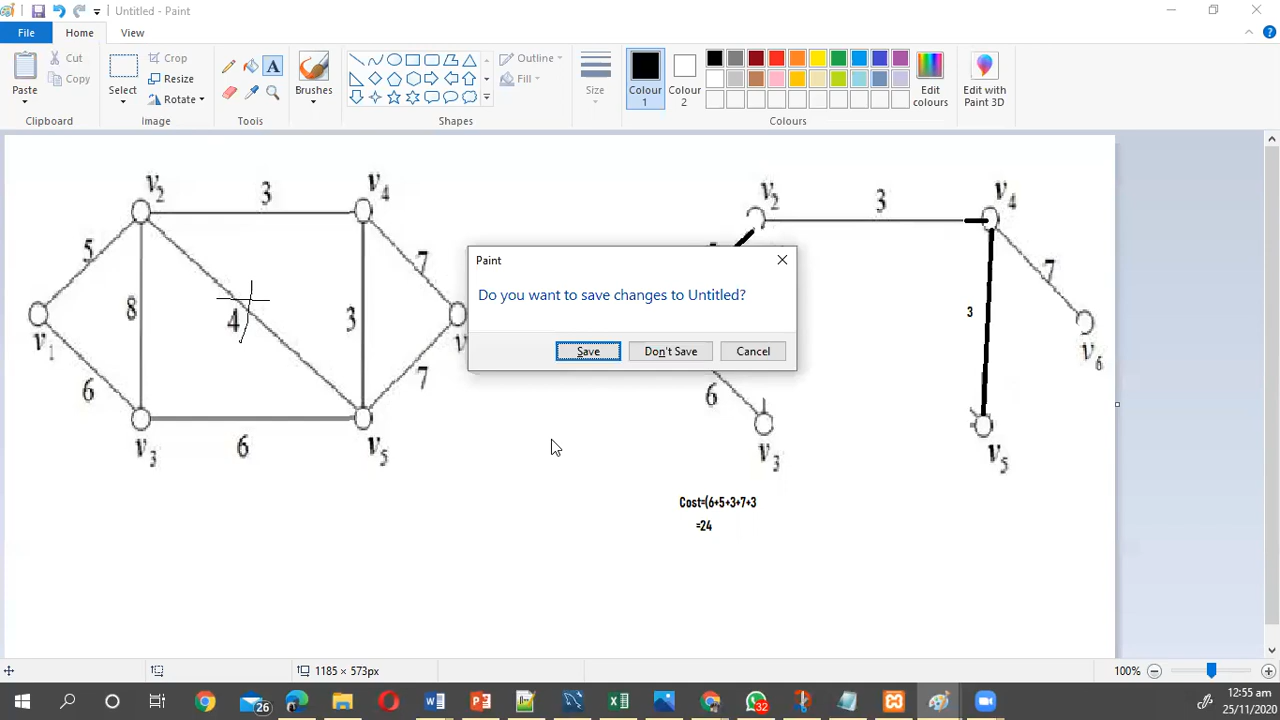 Untitled - Paint
File
Home
View
Paste
Cut
Copy
Clipboard
Select
Crop
Resize
Rotate
Image
A
Tools
Brushes
Outline
Fill
Shapes
Size
Colour 1
Colour 2
Edit colours
Edit with Paint 3D
Colours
v2
3
v4
5
8
4
3
7
v1
v
6
7
v3
6
v5
v2
3
v4
7
3
v6
6
v3
v5
Cost=(6+5+3+7+3
=24
Paint
Do you want to save changes to Untitled?
Save
Don't Save
Cancel
1185 × 573px
100%
26
W
P
X
32
12:55 am
25/11/2020